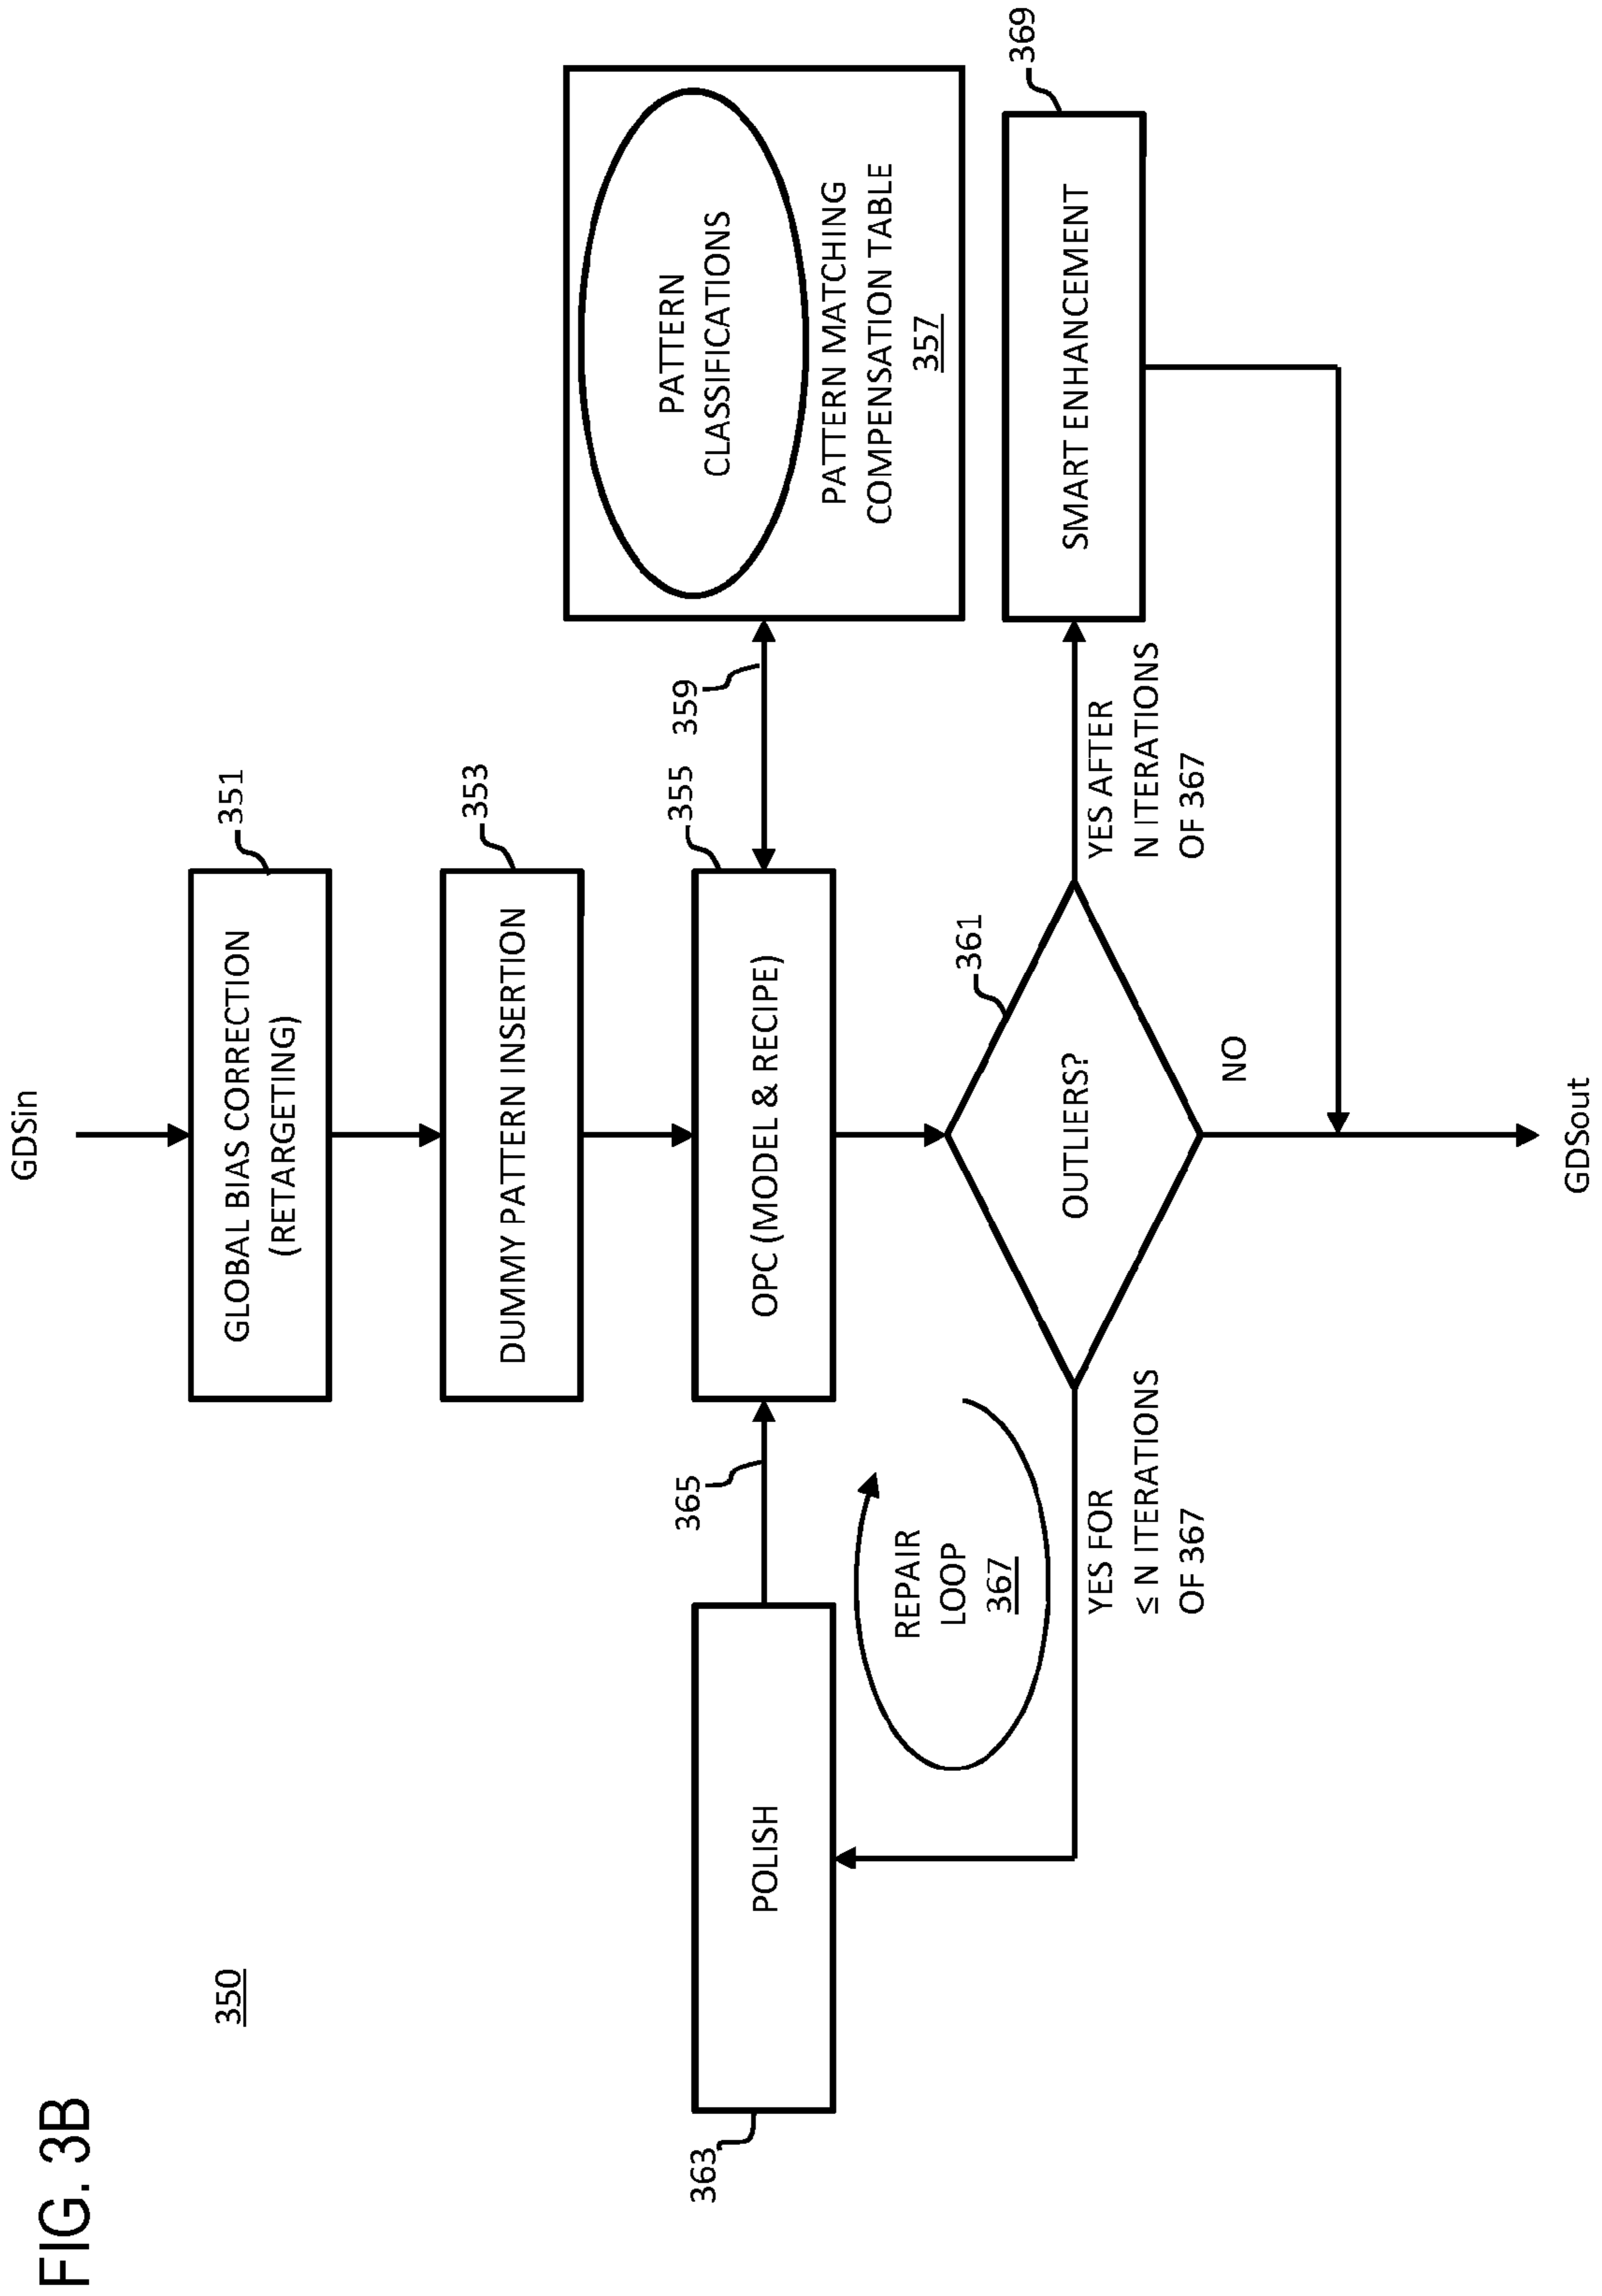 FIG. 3B
350
GDSin
GLOBAL BIAS CORRECTION
(RETARGETING)
351
DUMMY PATTERN INSERTION
353
363
POLISH
365
OPC (MODEL & RECIPE)
355
359
PATTERN
CLASSIFICATIONS
PATTERN MATCHING
COMPENSATION TABLE
357
REPAIR
LOOP
367
OUTLIERS?
361
YES FOR
≤ N ITERATIONS
OF 367
YES AFTER
N ITERATIONS
OF 367
SMART ENHANCEMENT
369
NO
GDSout